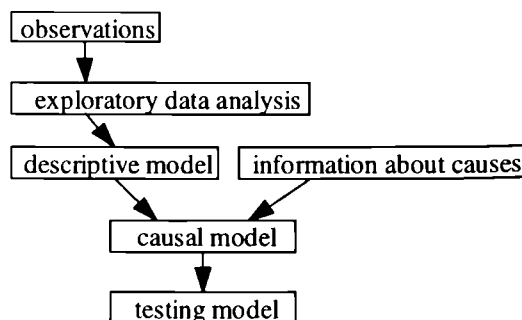 observations
exploratory data analysis
descriptive model
information about causes
causal model
testing model